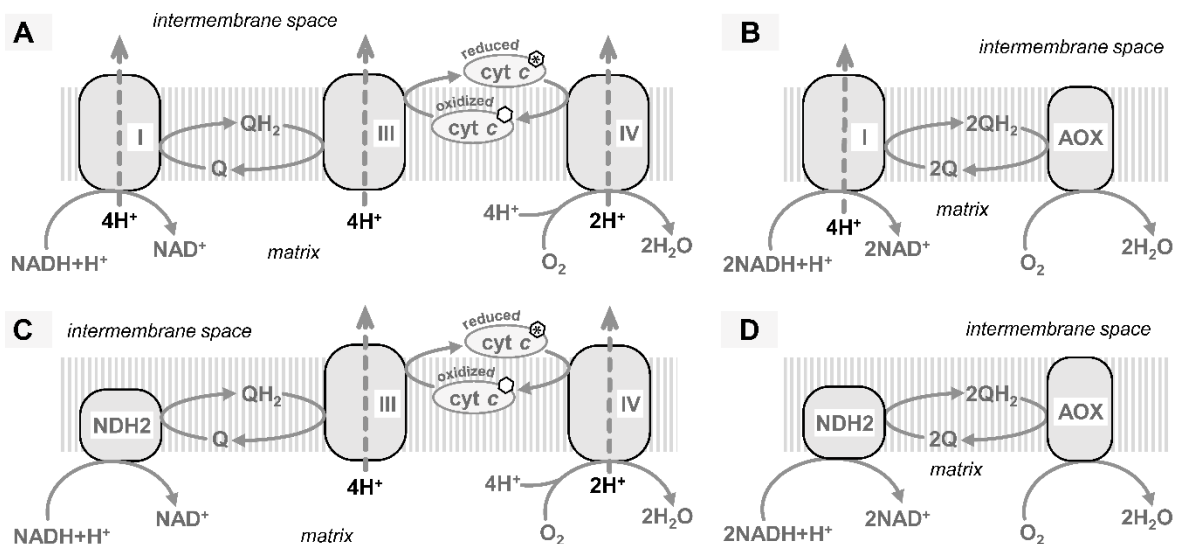 A
intermembrane space
I
QH₂
Q
III
reduced
cyt c
oxidized
cyt c
IV
4H⁺
4H⁺
4H⁺
2H⁺
NADH+H⁺
NAD⁺
matrix
O₂
2H₂O
B
intermembrane space
I
2QH₂
2Q
AOX
matrix
4H⁺
2NADH+H⁺
2NAD⁺
O₂
2H₂O
C
intermembrane space
NDH2
QH₂
Q
III
reduced
cyt c
oxidized
cyt c
IV
4H⁺
4H⁺
2H⁺
NADH+H⁺
NAD⁺
matrix
O₂
2H₂O
D
intermembrane space
NDH2
2QH₂
2Q
AOX
matrix
2NADH+H⁺
2NAD⁺
O₂
2H₂O